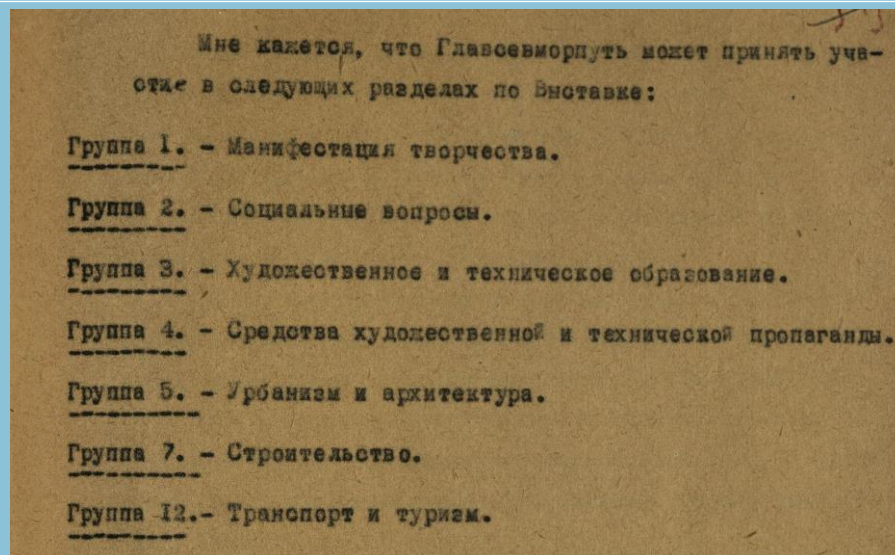 Мне кажется, что Главсевморпуть может принять уча-
стие в следующих разделах по Выставке:
Группа I. - Манифестация творчества.
Группа 2. - Социальные вопросы.
Группа 3. - Художественное и техническое образование.
Группа 4. - Средства художественной и технической пропаганды.
Группа 5. - Урбанизм и архитектура.
Группа 7. - Строительство.
Группа I2.- Транспорт и туризм.